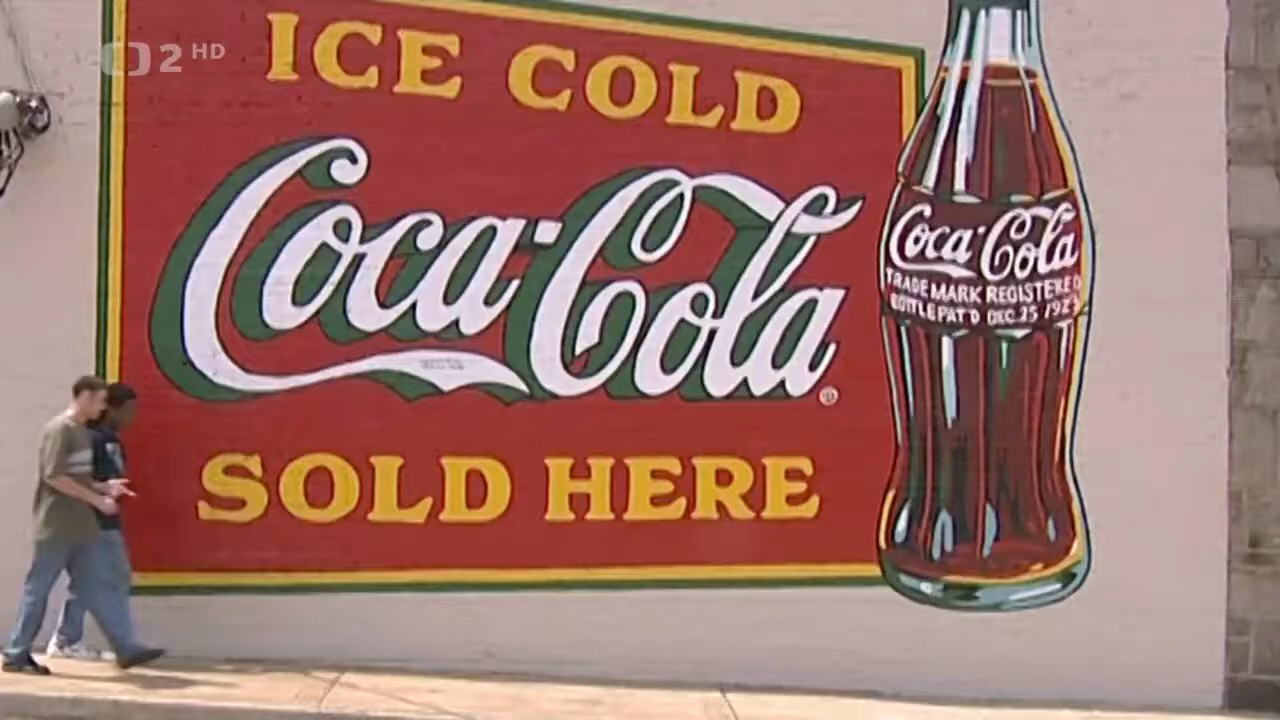 2 HD
ICE COLD
Coca-Cola
®
SOLD HERE
Coca-Cola
TRADE MARK REGISTERED
BOTTLE PAT'D DEC. 25 1923